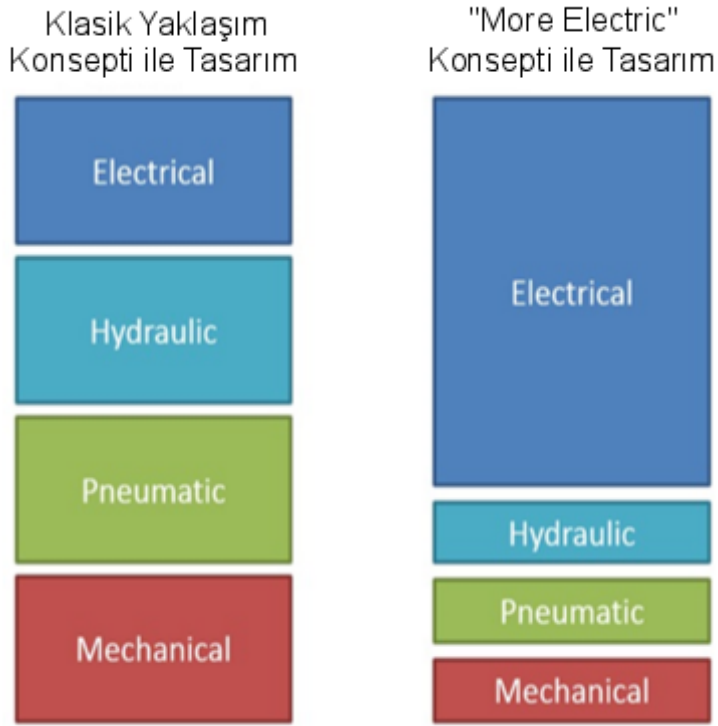 Klasik Yaklaşım
Konsepti ile Tasarım
Electrical
Hydraulic
Pneumatic
Mechanical
"More Electric"
Konsepti ile Tasarım
Electrical
Hydraulic
Pneumatic
Mechanical